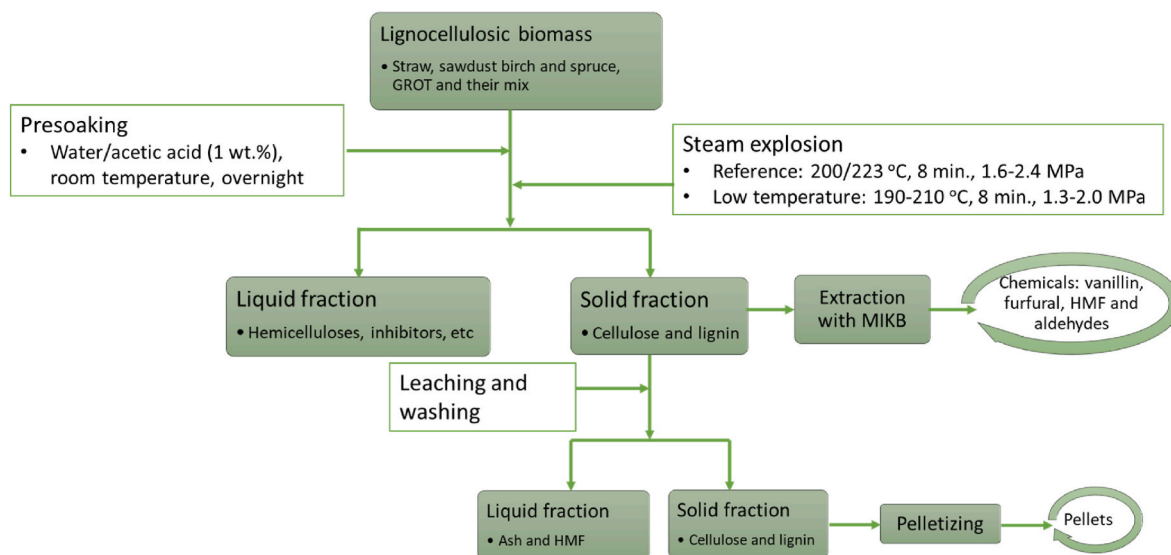 Lignocellulosic biomass
• Straw, sawdust birch and spruce,
GROT and their mix
Presoaking
• Water/acetic acid (1 wt.%),
room temperature, overnight
Steam explosion
• Reference: 200/223 °C, 8 min., 1.6-2.4 MPa
• Low temperature: 190-210 °C, 8 min., 1.3-2.0 MPa
Liquid fraction
• Hemicelluloses, inhibitors, etc
Solid fraction
• Cellulose and lignin
Extraction
with MIKB
Chemicals: vanillin,
furfural, HMF and
aldehydes
Leaching and
washing
Liquid fraction
• Ash and HMF
Solid fraction
• Cellulose and lignin
Pelletizing
Pellets